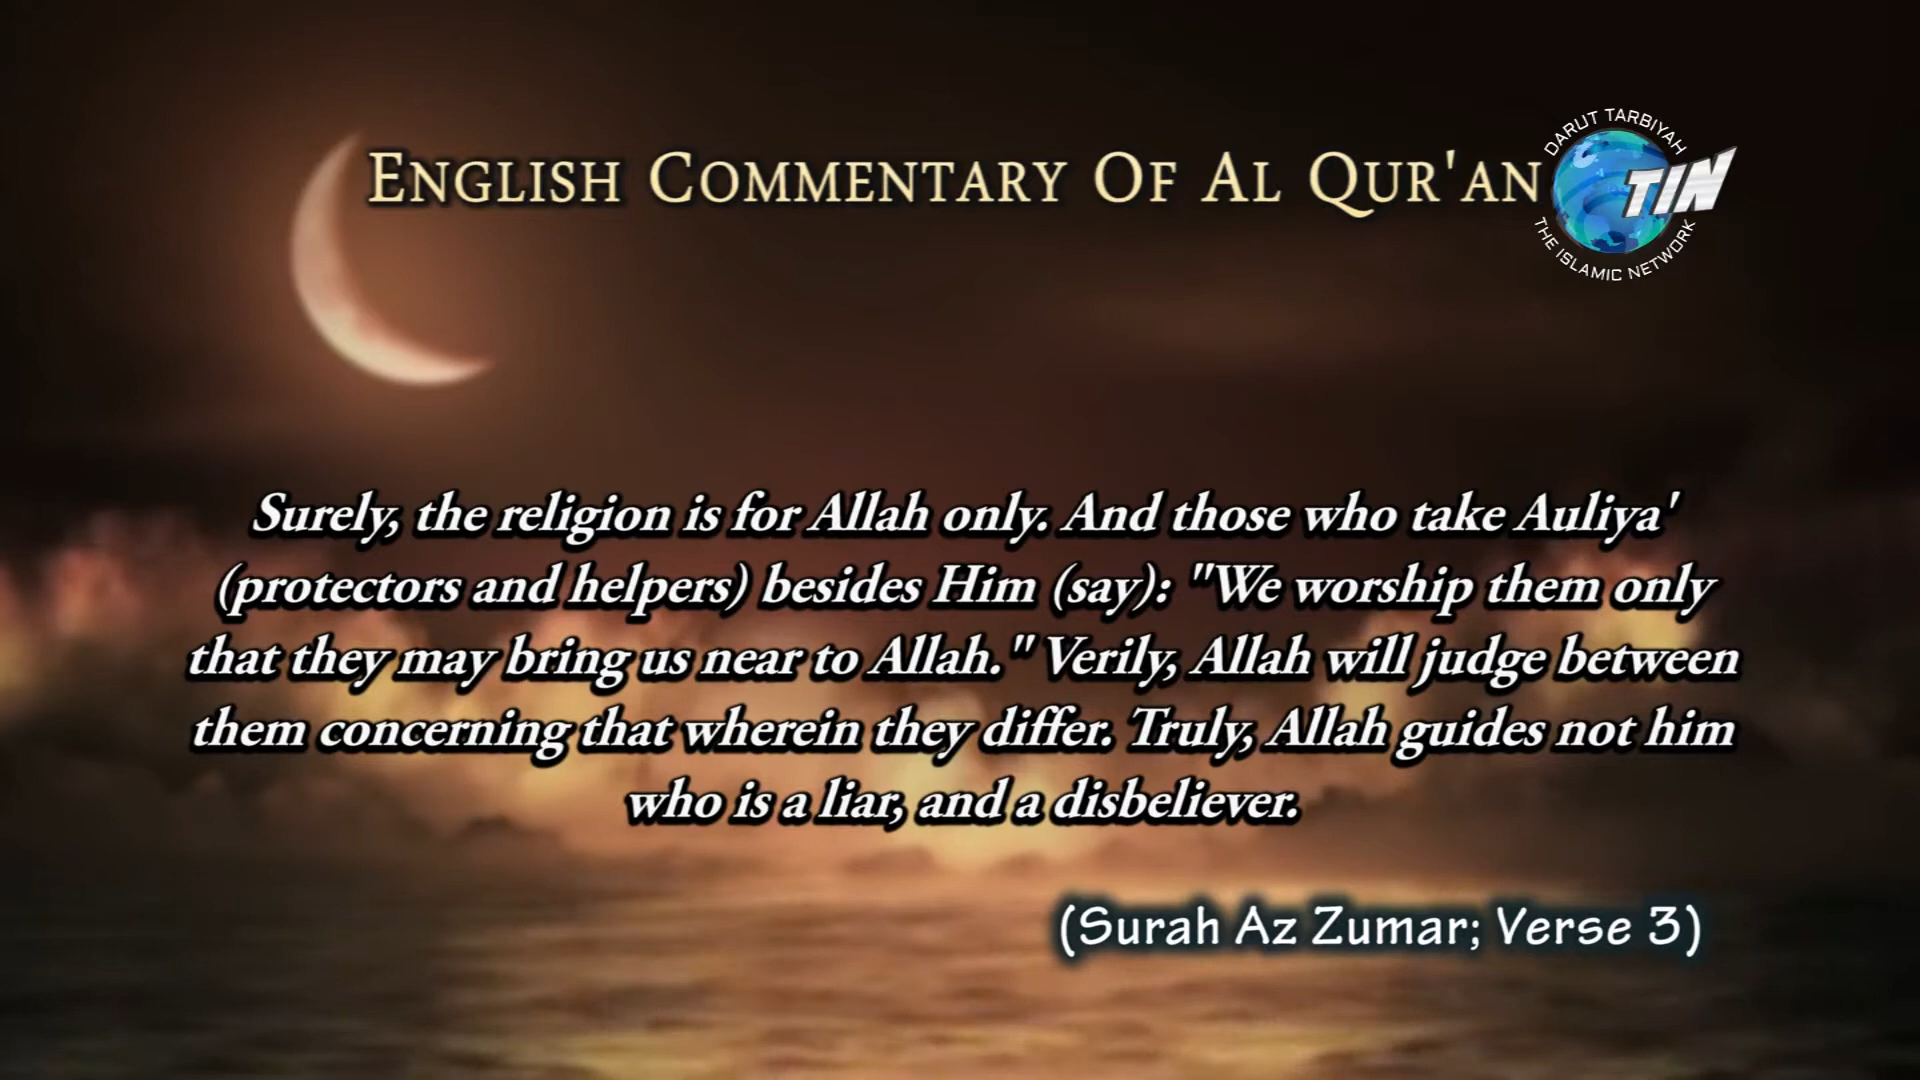 English Commentary Of Al Qur'an
DARUT TARBIYAH
TIN
THE ISLAMIC NETWORK
Surely, the religion is for Allah only. And those who take Auliya'
(protectors and helpers) besides Him (say): "We worship them only
that they may bring us near to Allah." Verily, Allah will judge between
them concerning that wherein they differ. Truly, Allah guides not him
who is a liar, and a disbeliever.
(Surah Az Zumar; Verse 3)